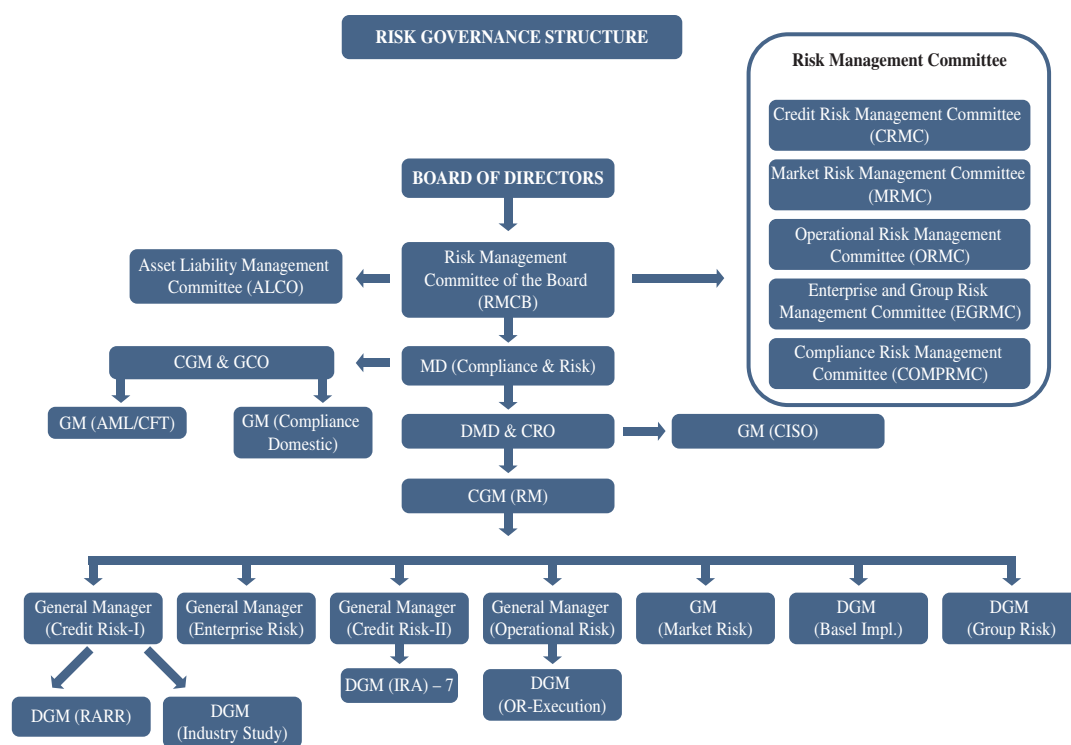 RISK GOVERNANCE STRUCTURE
Risk Management Committee
Credit Risk Management Committee
(CRMC)
Market Risk Management Committee
(MRMC)
Operational Risk Management
Committee (ORMC)
Enterprise and Group Risk
Management Committee (EGRMC)
Compliance Risk Management
Committee (COMPRMC)
BOARD OF DIRECTORS
Asset Liability Management
Committee (ALCO)
Risk Management
Committee of the Board
(RMCB)
CGM & GCO
MD (Compliance & Risk)
GM (AML/CFT)
GM (Compliance
Domestic)
DMD & CRO
GM (CISO)
CGM (RM)
General Manager
(Credit Risk-I)
General Manager
(Enterprise Risk)
General Manager
(Credit Risk-II)
General Manager
(Operational Risk)
GM
(Market Risk)
DGM
(Basel Impl.)
DGM
(Group Risk)
DGM (RARR)
DGM
(Industry Study)
DGM (IRA) – 7
DGM
(OR-Execution)